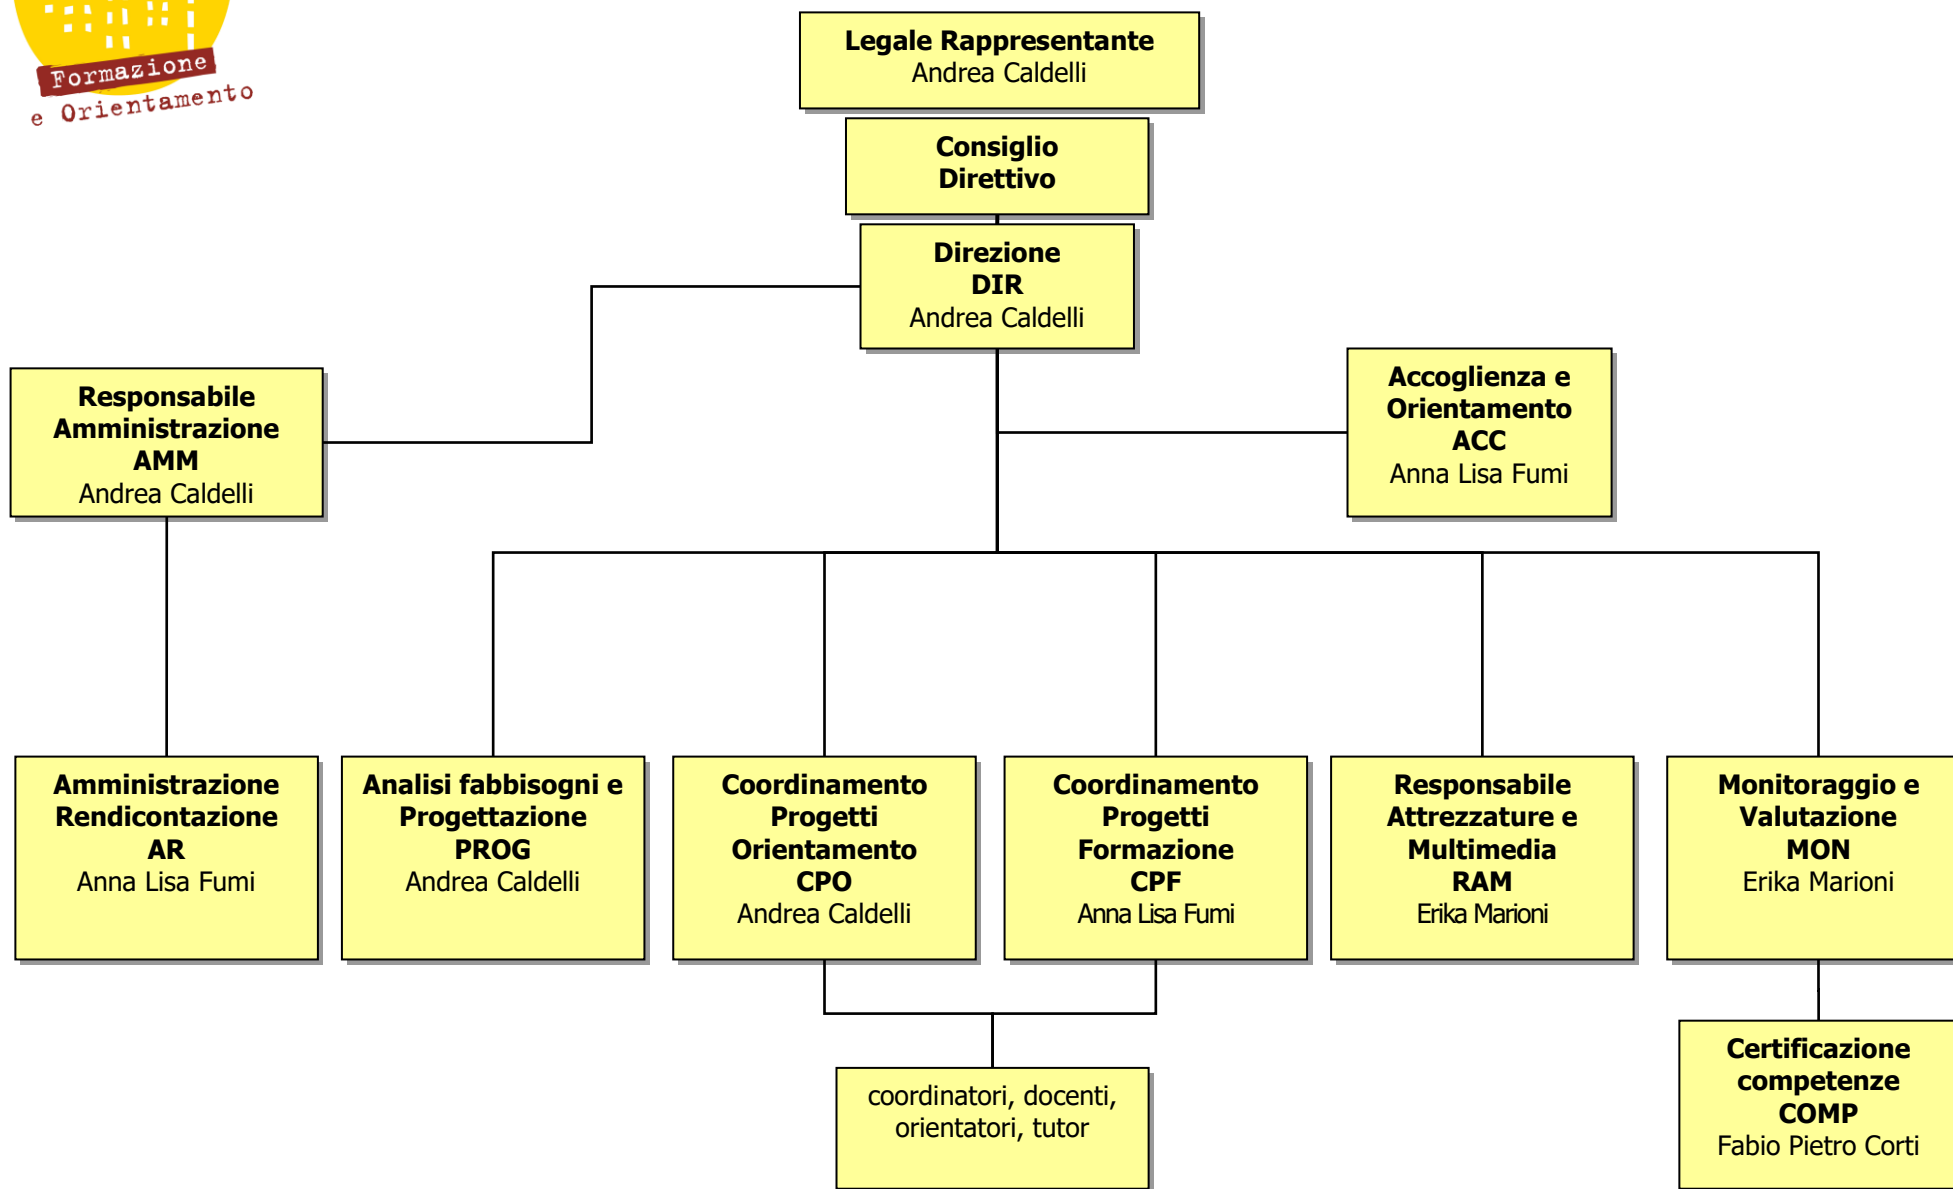 Formazione
e Orientamento
Legale Rappresentante
Andrea Caldelli
Consiglio
Direttivo
Direzione
DIR
Andrea Caldelli
Responsabile
Amministrazione
AMM
Andrea Caldelli
Accoglienza e
Orientamento
ACC
Anna Lisa Fumi
Amministrazione
Rendicontazione
AR
Anna Lisa Fumi
Analisi fabbisogni e
Progettazione
PROG
Andrea Caldelli
Coordinamento
Progetti
Orientamento
CPO
Andrea Caldelli
Coordinamento
Progetti
Formazione
CPF
Anna Lisa Fumi
Responsabile
Attrezzature e
Multimedia
RAM
Erika Marioni
Monitoraggio e
Valutazione
MON
Erika Marioni
coordinatori, docenti,
orientatori, tutor
Certificazione
competenze
COMP
Fabio Pietro Corti